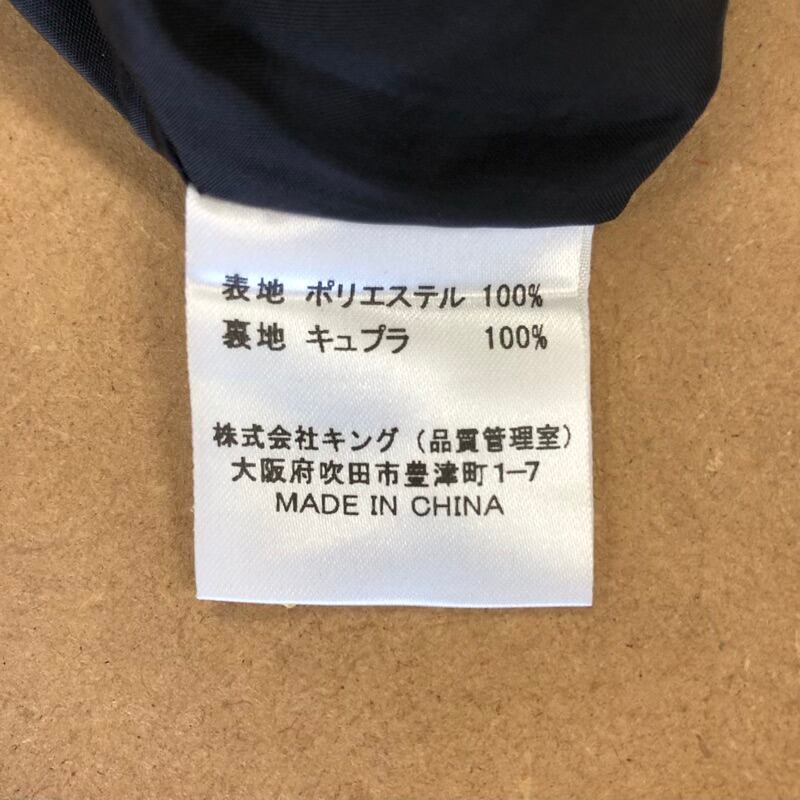 表地 ポリエステル 100%
裏地 キュプラ 100%
株式会社キング（品質管理室）
大阪府吹田市豊津町1-7
MADE IN CHINA